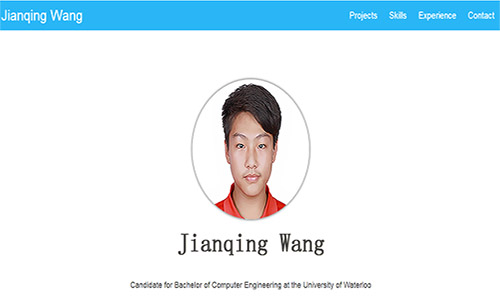 Jianqing Wang
Projects Skills Experience Contact
Jianqing Wang
Candidate for Bachelor of Computer Engineering at the University of Waterloo